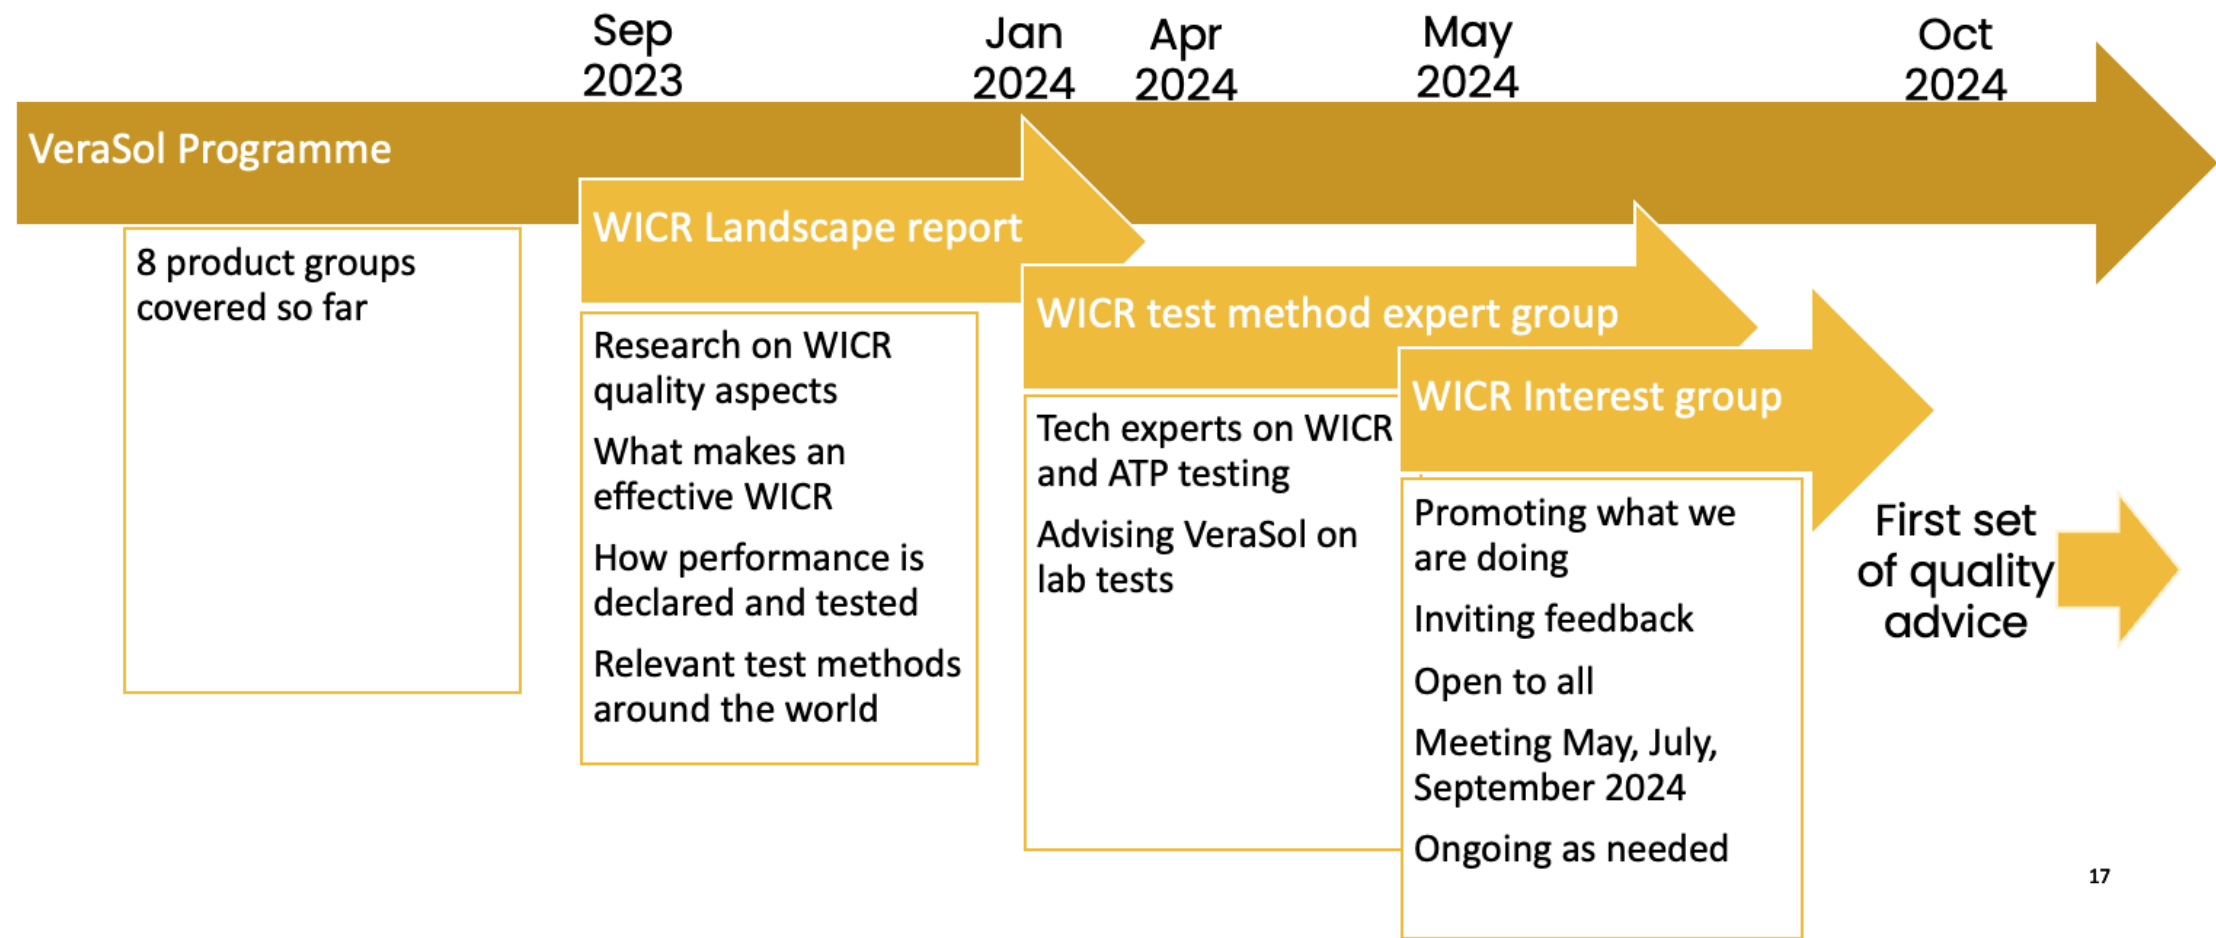 Sep
2023
Jan
2024
Apr
2024
May
2024
Oct
2024
VeraSol Programme
8 product groups
covered so far
WICR Landscape report
Research on WICR
quality aspects
What makes an
effective WICR
How performance is
declared and tested
Relevant test methods
around the world
WICR test method expert group
Tech experts on WICR
and ATP testing
Advising VeraSol on
lab tests
WICR Interest group
Promoting what we
are doing
Inviting feedback
Open to all
Meeting May, July,
September 2024
Ongoing as needed
First set
of quality
advice
17